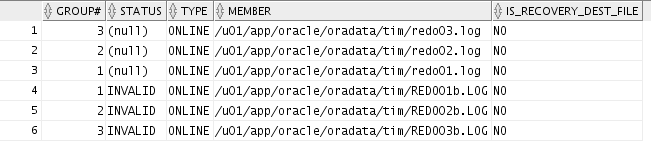 GROUP# STATUS TYPE MEMBER IS_RECOVERY_DEST_FILE
1 3 (null) ONLINE /u01/app/oracle/oradata/tim/redo03.log NO
2 2 (null) ONLINE /u01/app/oracle/oradata/tim/redo02.log NO
3 1 (null) ONLINE /u01/app/oracle/oradata/tim/redo01.log NO
4 1 INVALID ONLINE /u01/app/oracle/oradata/tim/REDO01b.LOG NO
5 2 INVALID ONLINE /u01/app/oracle/oradata/tim/REDO02b.LOG NO
6 3 INVALID ONLINE /u01/app/oracle/oradata/tim/REDO03b.LOG NO